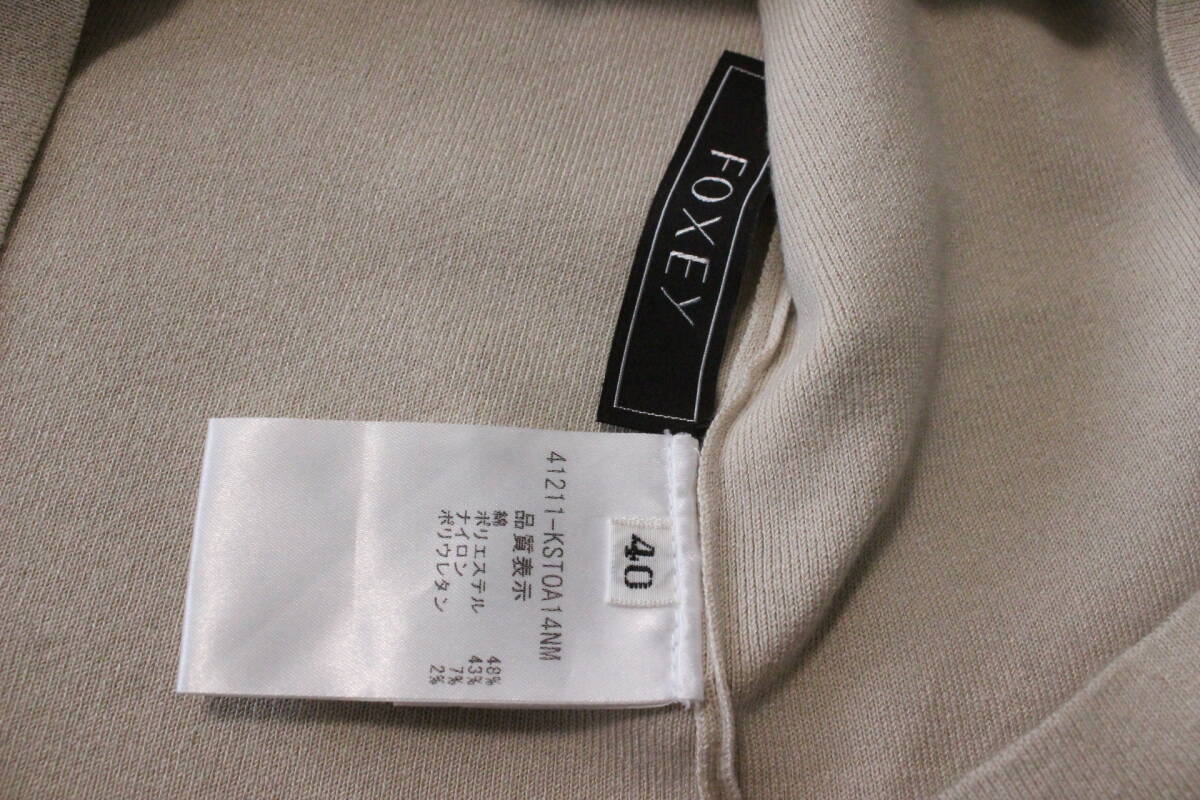 FOXEY
40
41211-KSTOA14NM
品質表示
綿 48%
ポリエステル 43%
ナイロン 7%
ポリウレタン 2%